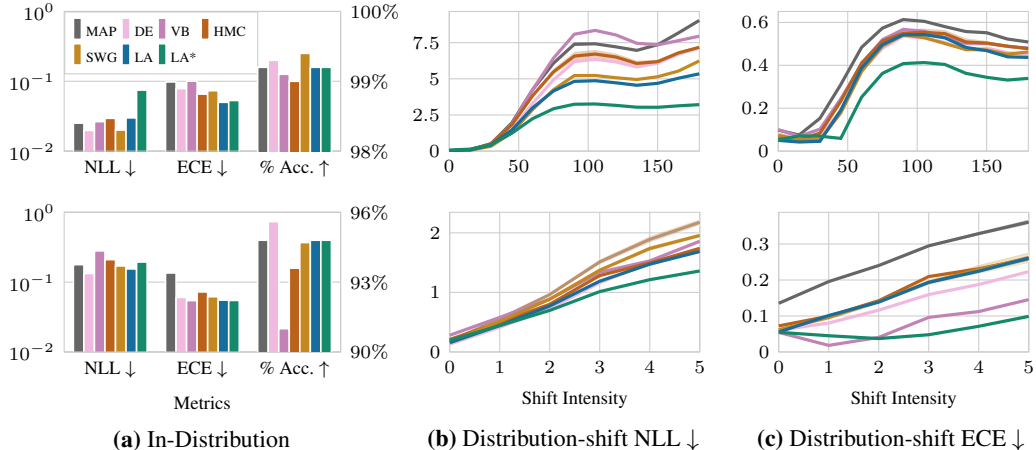 10⁰
10⁻¹
10⁻²
MAP DE VB HMC
SWG LA LA*
100%
99%
98%
NLL ↓ ECE ↓ % Acc. ↑
7.5
5.0
2.5
0.0
0 50 100 150
0.6
0.4
0.2
0
0 50 100 150
10⁰
10⁻¹
10⁻²
96%
93%
90%
NLL ↓ ECE ↓ % Acc. ↑
Metrics
2
1
0
0 1 2 3 4 5
Shift Intensity
0.3
0.2
0.1
0
0 1 2 3 4 5
Shift Intensity
(a) In-Distribution
(b) Distribution-shift NLL ↓
(c) Distribution-shift ECE ↓